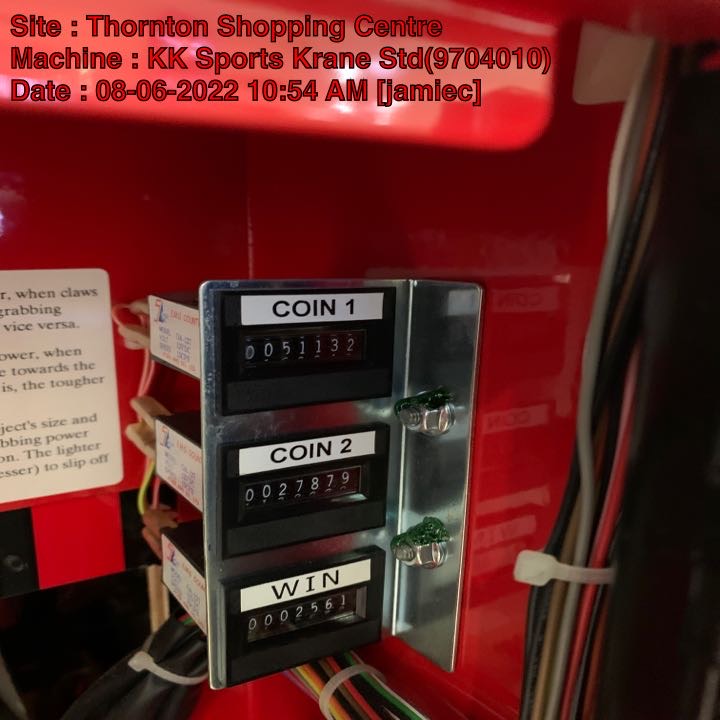 Site : Thornton Shopping Centre
Machine : KK Sports Krane Std(9704010)
Date : 08-06-2022 10:54 AM [jamiec]
r, when claws
grabbing
vice versa.
ower, when
e towards the
is, the tougher
ject's size and
bbing power
on. The lighter
esser) to slip off
COIN 1
0051132
COIN 2
0027879
WIN
0002561